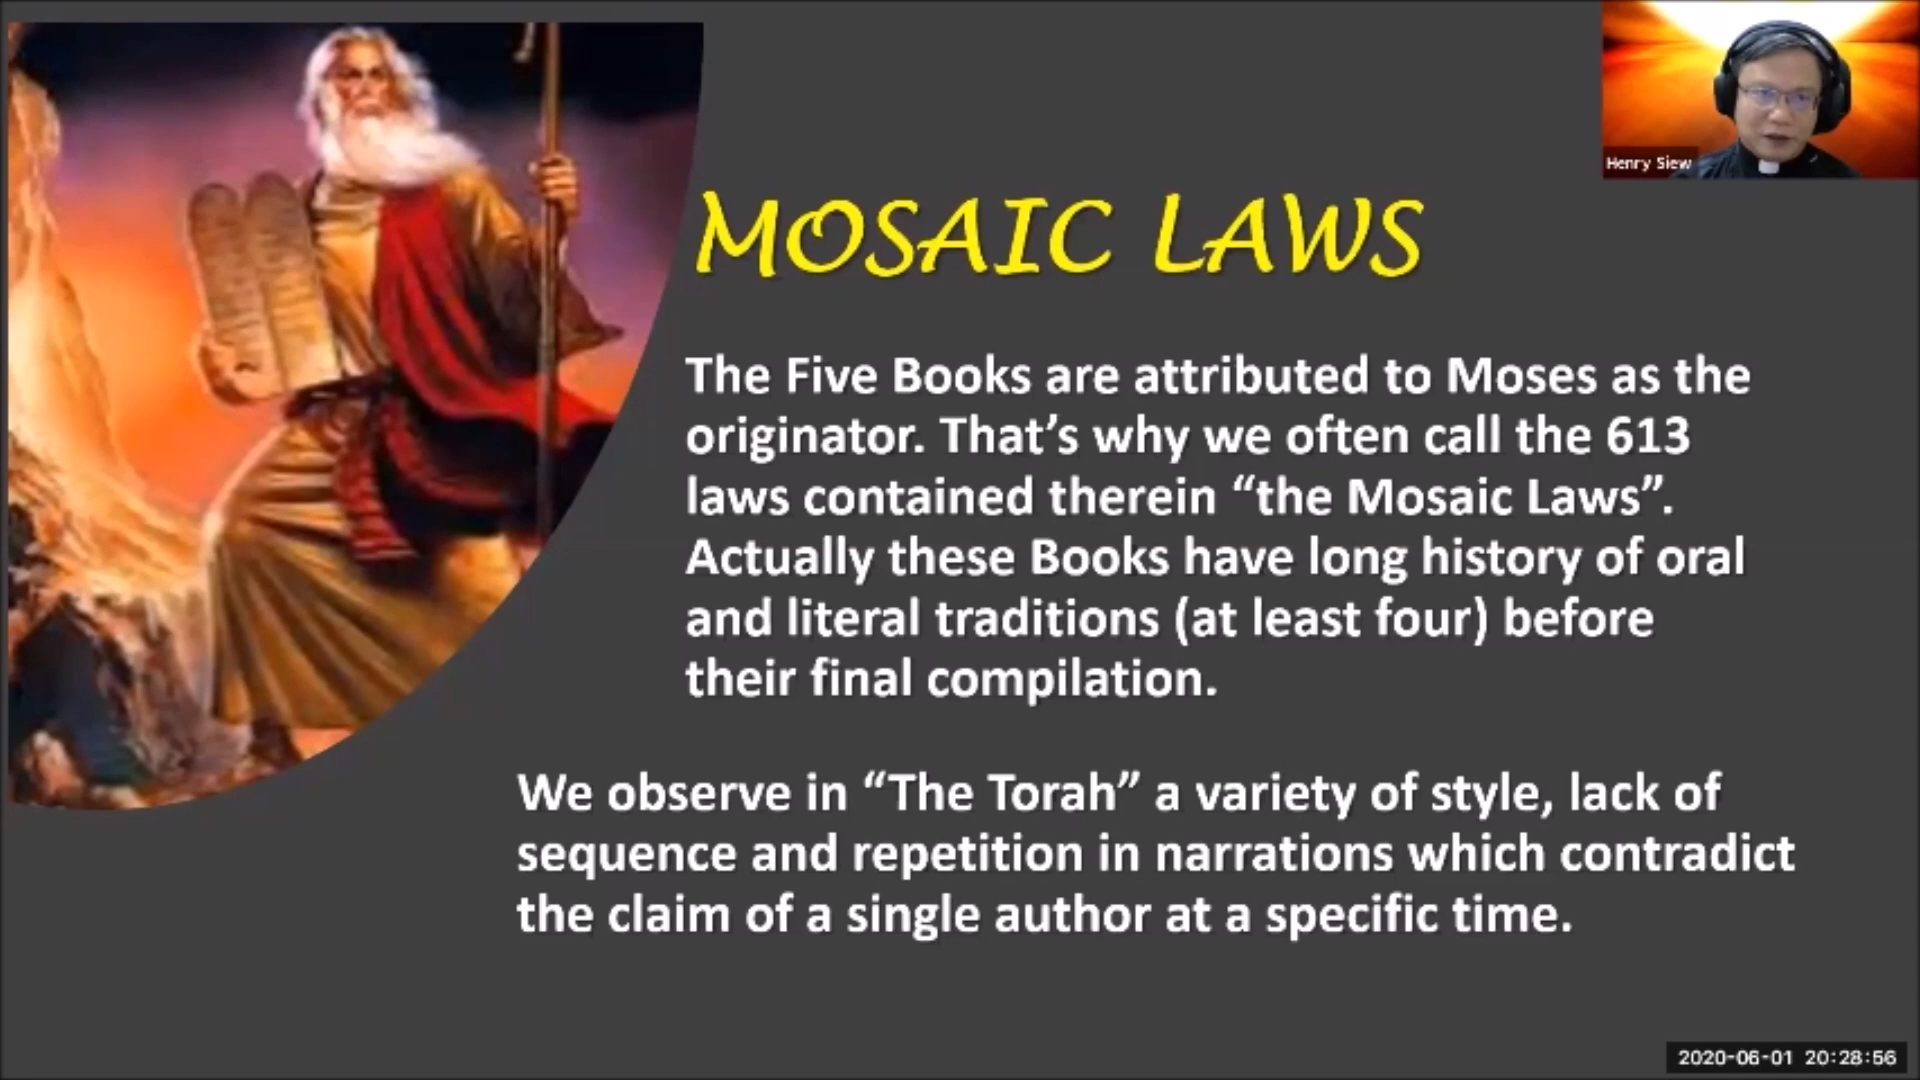 Henry Siew
MOSAIC LAWS
The Five Books are attributed to Moses as the
originator. That’s why we often call the 613
laws contained therein “the Mosaic Laws”.
Actually these Books have long history of oral
and literal traditions (at least four) before
their final compilation.
We observe in “The Torah” a variety of style, lack of
sequence and repetition in narrations which contradict
the claim of a single author at a specific time.
2020-06-01 20:28:56